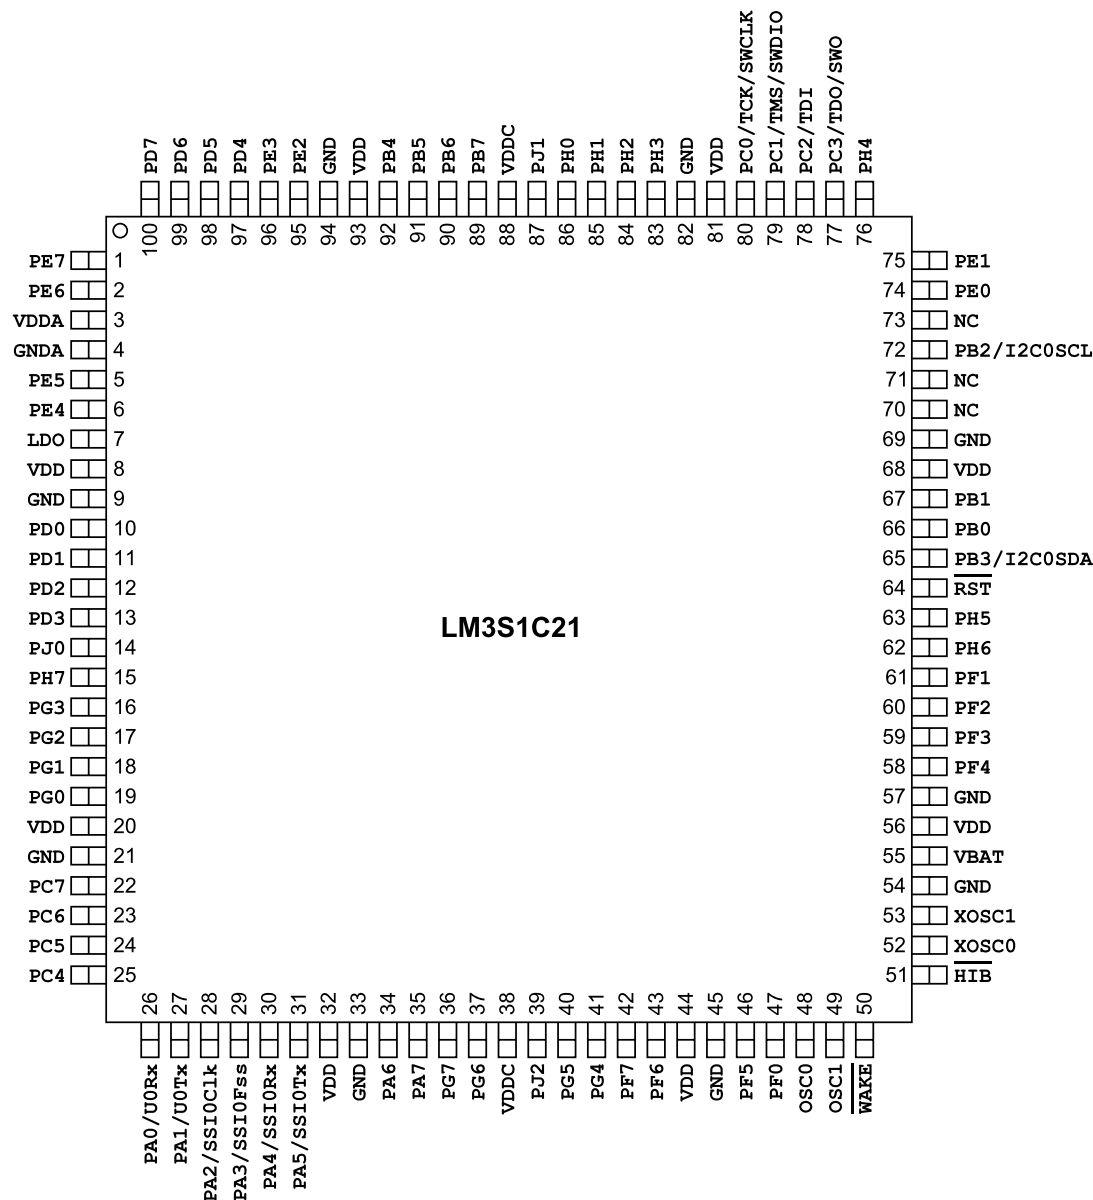 PD7
PD6
PD5
PD4
PE3
PE2
GND
VDD
PB4
PB5
PB6
PB7
VDDC
PJ1
PH0
PH1
PH2
PH3
GND
VDD
PC0/TCK/SWCLK
PC1/TMS/SWDIO
PC2/TDI
PC3/TDO/SWO
PH4
100
99
98
97
96
95
94
93
92
91
90
89
88
87
86
85
84
83
82
81
80
79
78
77
76
PE7 1
PE6 2
VDDA 3
GNDA 4
PE5 5
PE4 6
LDO 7
VDD 8
GND 9
PD0 10
PD1 11
PD2 12
PD3 13
PJ0 14
PH7 15
PG3 16
PG2 17
PG1 18
PG0 19
VDD 20
GND 21
PC7 22
PC6 23
PC5 24
PC4 25
LM3S1C21
75 PE1
74 PE0
73 NC
72 PB2/I2C0SCL
71 NC
70 NC
69 GND
68 VDD
67 PB1
66 PB0
65 PB3/I2C0SDA
64 RST
63 PH5
62 PH6
61 PF1
60 PF2
59 PF3
58 PF4
57 GND
56 VDD
55 VBAT
54 GND
53 XOSC1
52 XOSC0
51 HIB
26
27
28
29
30
31
32
33
34
35
36
37
38
39
40
41
42
43
44
45
46
47
48
49
50
PA0/U0Rx
PA1/U0Tx
PA2/SSI0Clk
PA3/SSI0Fss
PA4/SSI0Rx
PA5/SSI0Tx
VDD
GND
PA6
PA7
PG7
PG6
VDDC
PJ2
PG5
PG4
PF7
PF6
VDD
GND
PF5
PF0
OSC0
OSC1
WAKE